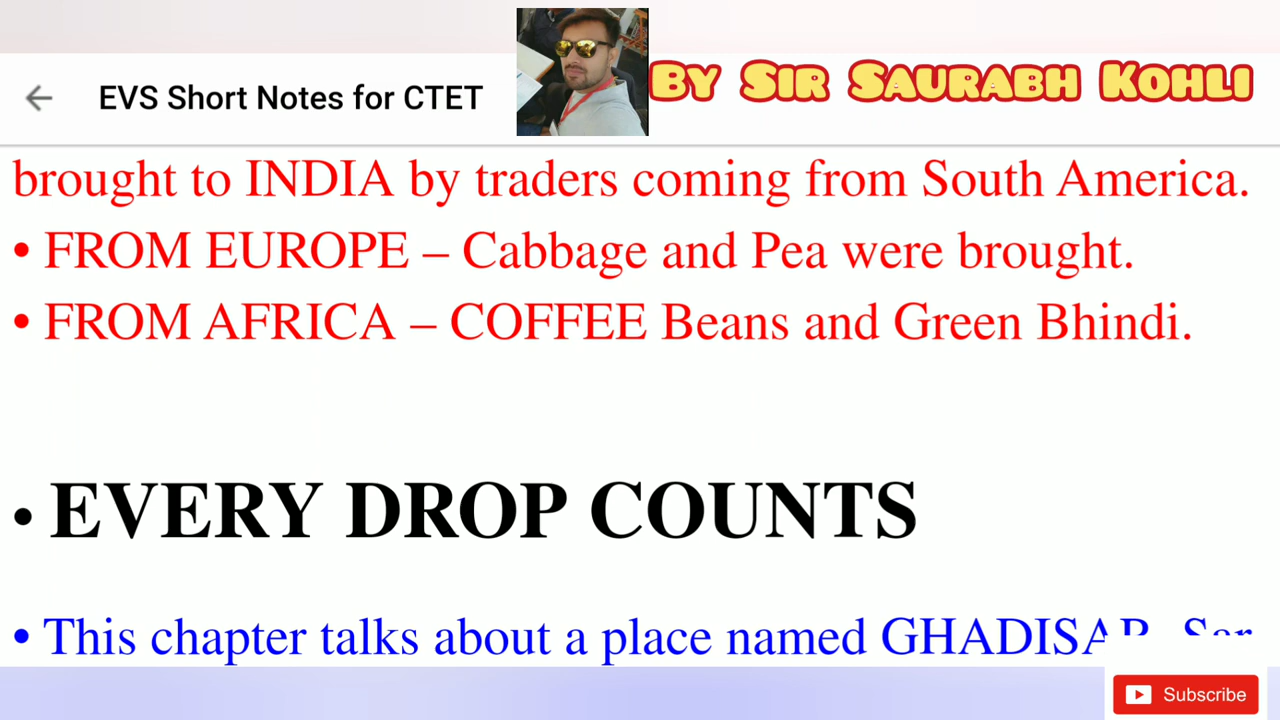 By Sir Saurabh Kohli
EVS Short Notes for CTET
brought to INDIA by traders coming from South America.
• FROM EUROPE – Cabbage and Pea were brought.
• FROM AFRICA – COFFEE Beans and Green Bhindi.
• EVERY DROP COUNTS
• This chapter talks about a place named GHADISAR- Sar
Subscribe